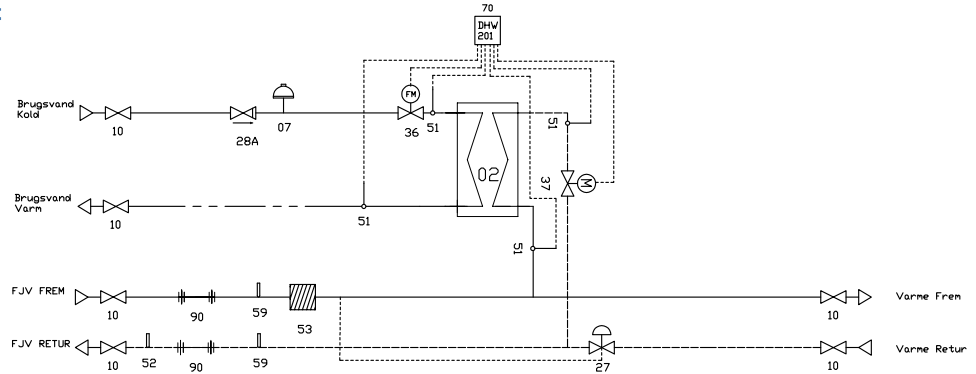 70
DHW
201
Brugsvand
Kold
FM
10
28A
07
36
51
51
02
37
M
Brugsvand
Varm
10
51
51
FJV FREM
Varme Frem
10
90
59
53
10
FJV RETUR
Varme Retur
10
52
90
59
27
10